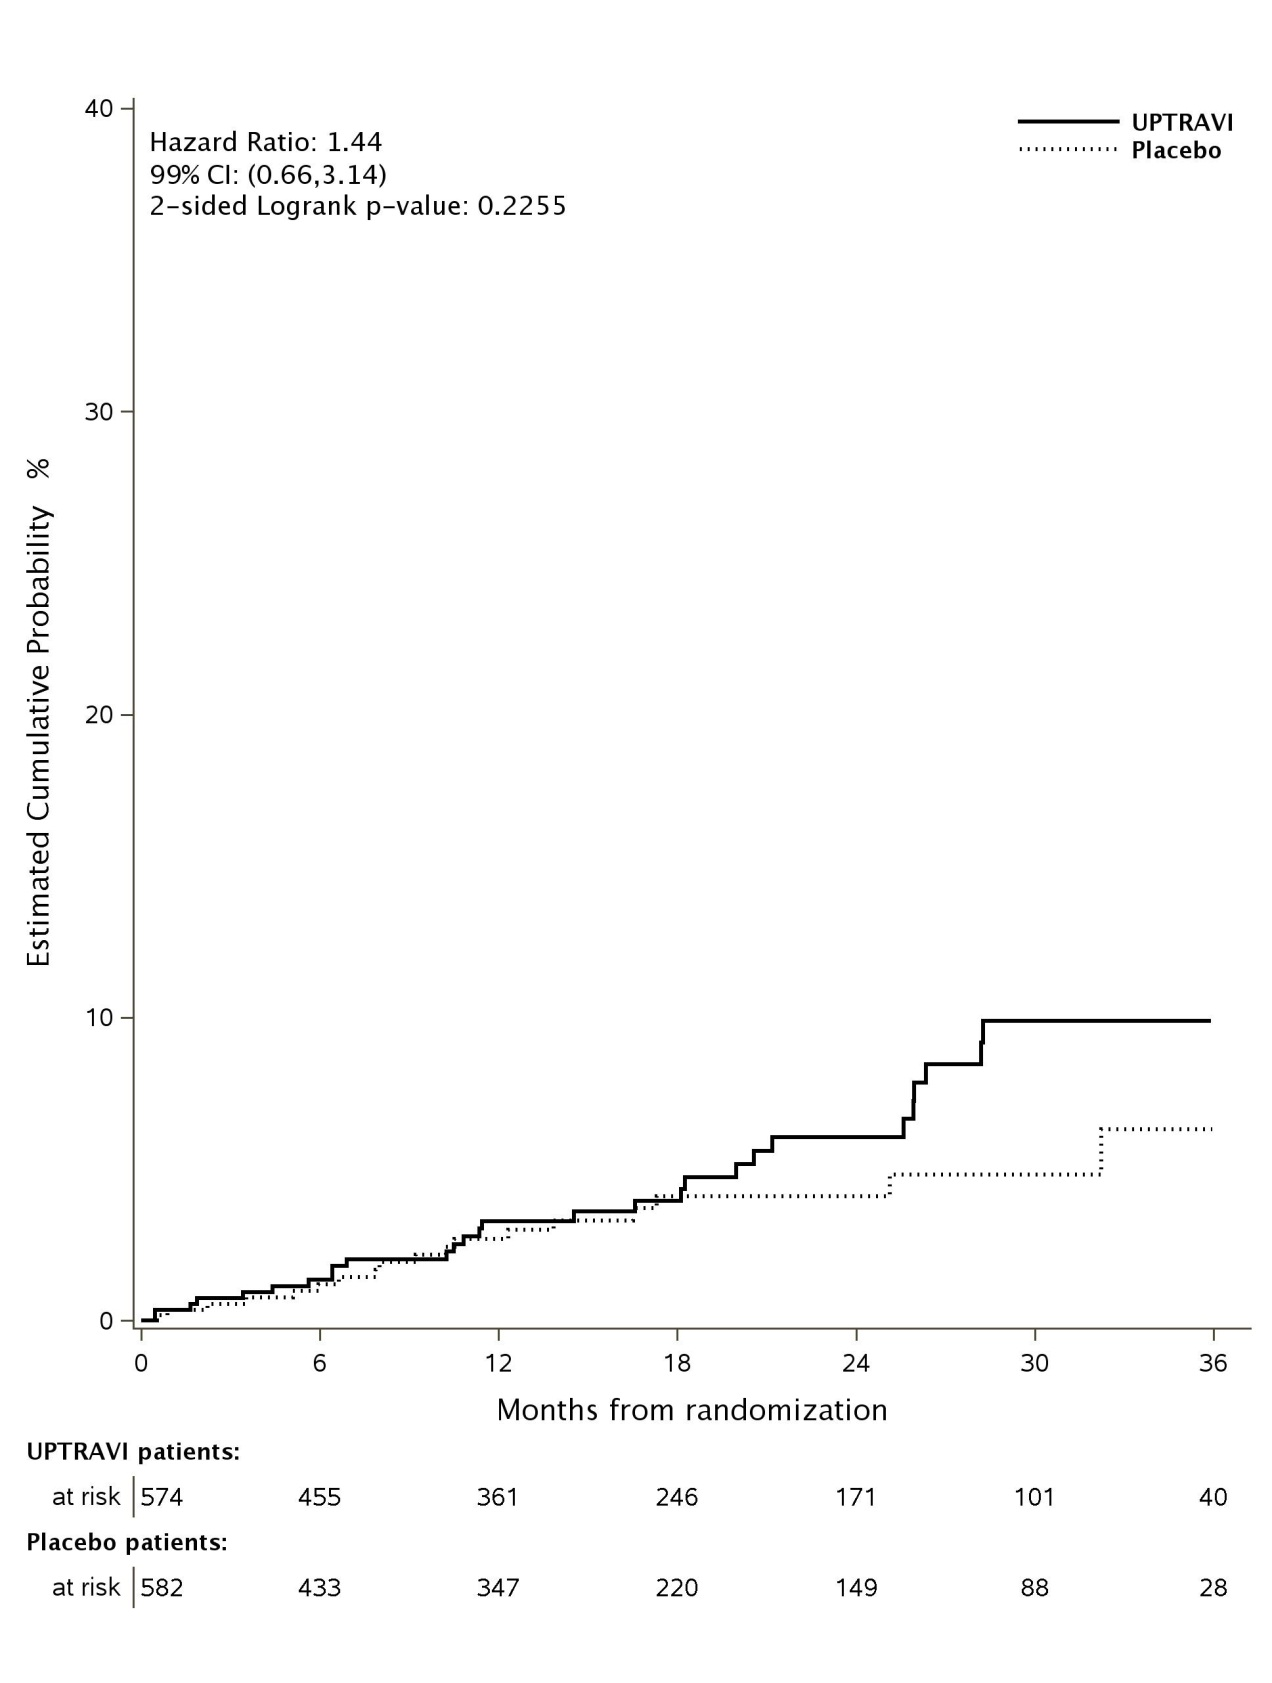 Hazard Ratio: 1.44
99% CI: (0.66,3.14)
2-sided Logrank p-value: 0.2255
UPTRAVI
Placebo
Estimated Cumulative Probability %
40
30
20
10
0
0 6 12 18 24 30 36
Months from randomization
UPTRAVI patients:
at risk 574 455 361 246 171 101 40
Placebo patients:
at risk 582 433 347 220 149 88 28